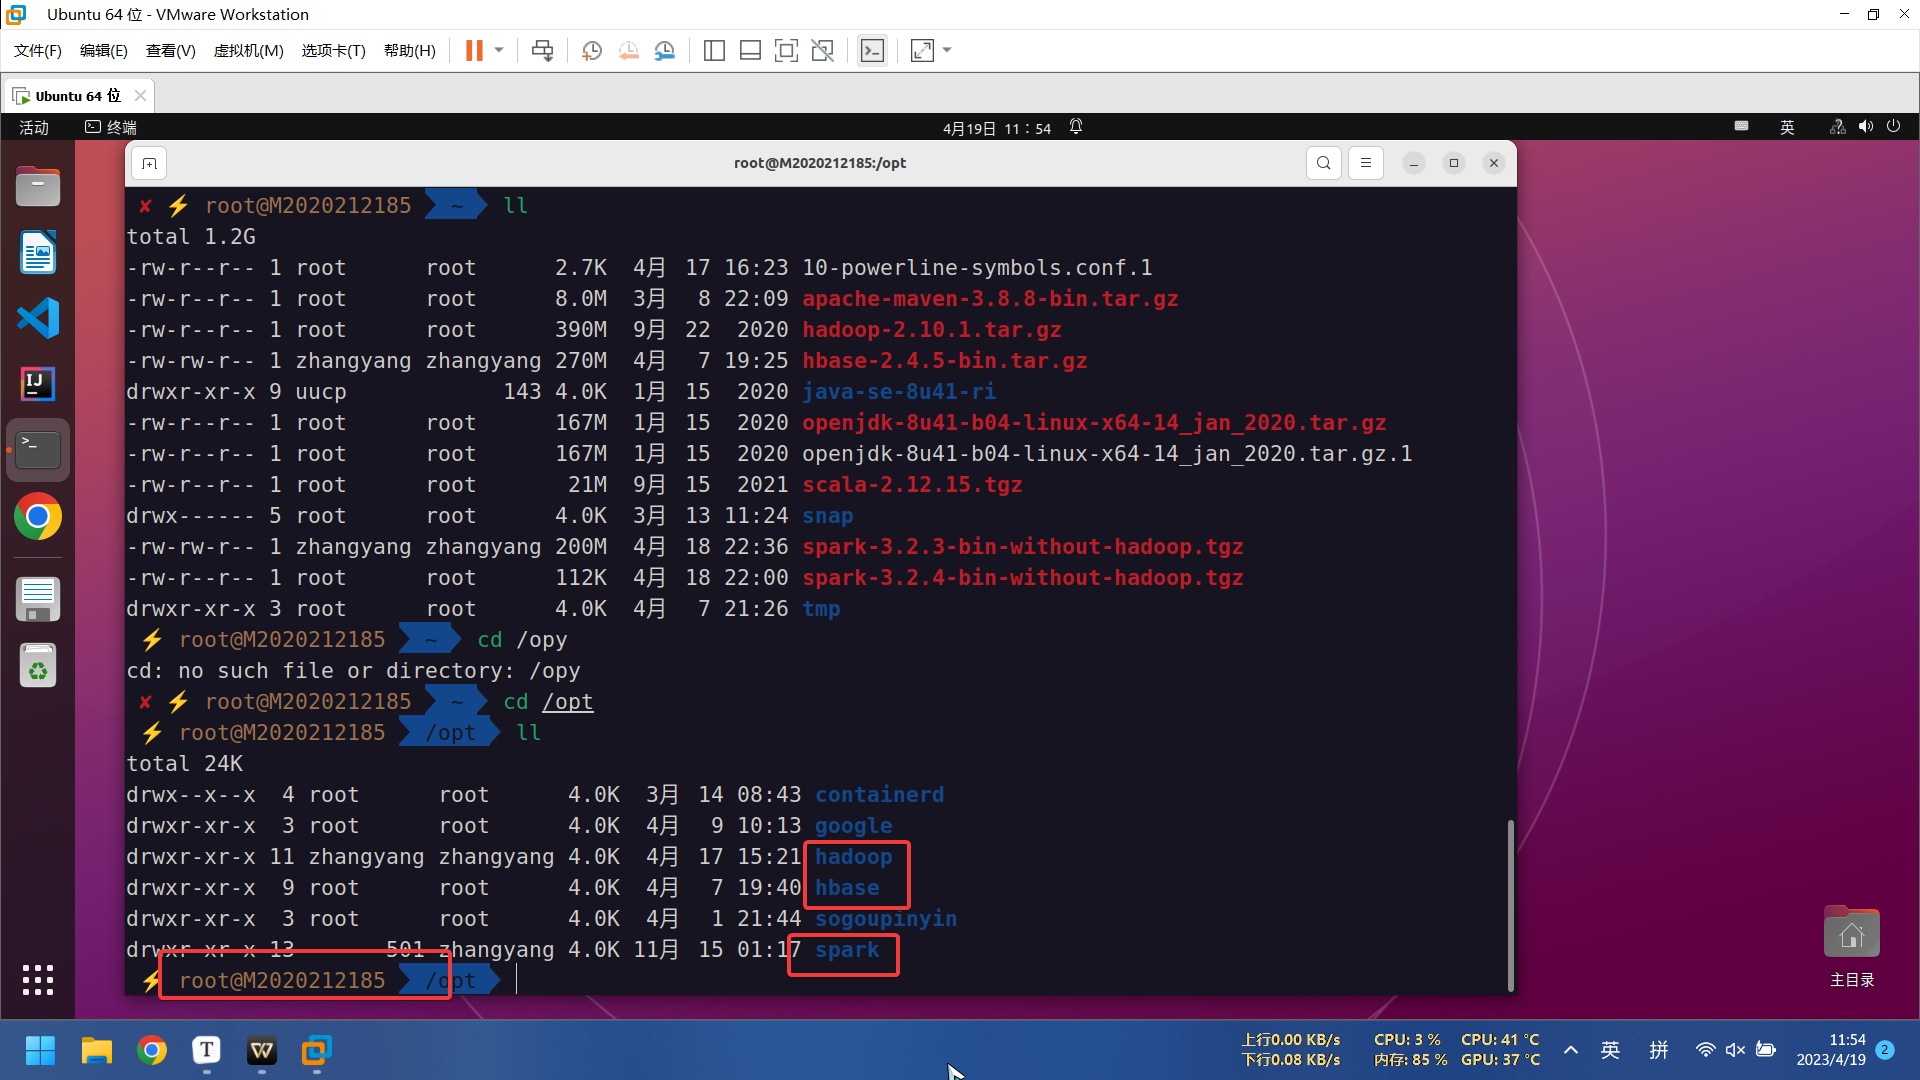 Ubuntu 64 位 - VMware Workstation
文件(F) 编辑(E) 查看(V) 虚拟机(M) 选项卡(T) 帮助(H)
Ubuntu 64 位
活动 终端 4月19日 11：54 英
root@M2020212185:/opt
✘ ⚡ root@M2020212185 ~ ll
total 1.2G
-rw-r--r-- 1 root root 2.7K 4月 17 16:23 10-powerline-symbols.conf.1
-rw-r--r-- 1 root root 8.0M 3月 8 22:09 apache-maven-3.8.8-bin.tar.gz
-rw-r--r-- 1 root root 390M 9月 22 2020 hadoop-2.10.1.tar.gz
-rw-rw-r-- 1 zhangyang zhangyang 270M 4月 7 19:25 hbase-2.4.5-bin.tar.gz
drwxr-xr-x 9 uucp 143 4.0K 1月 15 2020 java-se-8u41-ri
-rw-r--r-- 1 root root 167M 1月 15 2020 openjdk-8u41-b04-linux-x64-14_jan_2020.tar.gz
-rw-r--r-- 1 root root 167M 1月 15 2020 openjdk-8u41-b04-linux-x64-14_jan_2020.tar.gz.1
-rw-r--r-- 1 root root 21M 9月 15 2021 scala-2.12.15.tgz
drwx------ 5 root root 4.0K 3月 13 11:24 snap
-rw-rw-r-- 1 zhangyang zhangyang 200M 4月 18 22:36 spark-3.2.3-bin-without-hadoop.tgz
-rw-r--r-- 1 root root 112K 4月 18 22:00 spark-3.2.4-bin-without-hadoop.tgz
drwxr-xr-x 3 root root 4.0K 4月 7 21:26 tmp
⚡ root@M2020212185 ~ cd /opy
cd: no such file or directory: /opy
✘ ⚡ root@M2020212185 ~ cd /opt
⚡ root@M2020212185 /opt ll
total 24K
drwx--x--x 4 root root 4.0K 3月 14 08:43 containerd
drwxr-xr-x 3 root root 4.0K 4月 9 10:13 google
drwxr-xr-x 11 zhangyang zhangyang 4.0K 4月 17 15:21 hadoop
drwxr-xr-x 9 root root 4.0K 4月 7 19:40 hbase
drwxr-xr-x 3 root root 4.0K 4月 1 21:44 sogoupinyin
drwxr-xr-x 13 501 zhangyang 4.0K 11月 15 01:17 spark
⚡ root@M2020212185 /opt
主目录
上行0.00 KB/s CPU: 3 % CPU: 41 °C
下行0.08 KB/s 内存: 85 % GPU: 37 °C
英 拼
11:54
2023/4/19
2